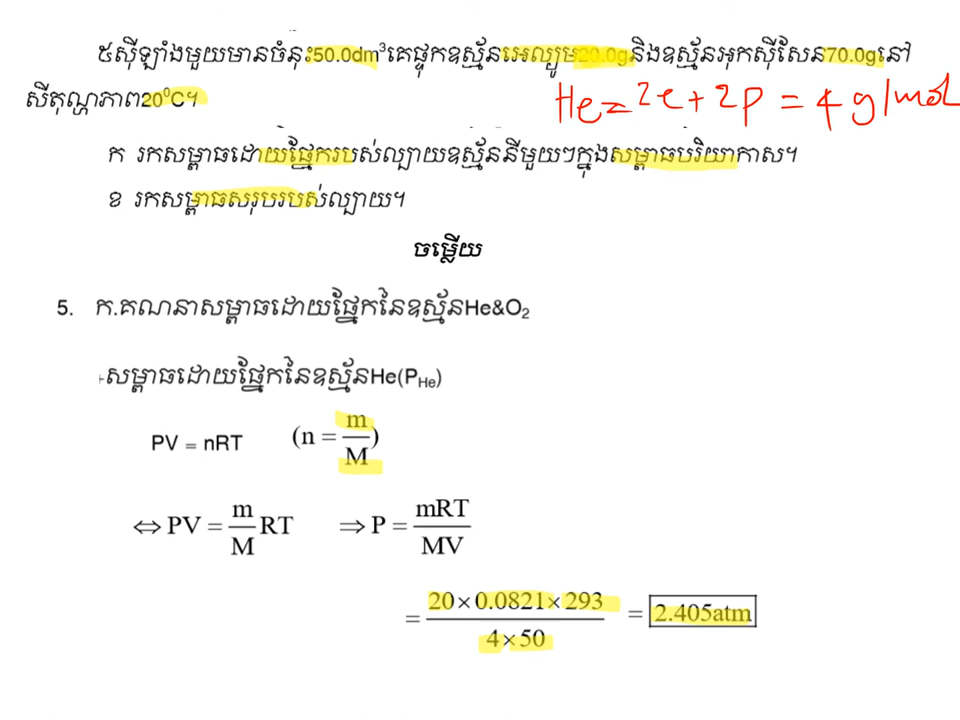 ៥ស៊ីឡាំងមួយមានចំនុះ50.0dm³គេផ្ទុកឧស្ម័នអេល្យូម20.0gនិងឧស្ម័នអុកស៊ីសែន70.0gនៅ
សីតុណ្ហភាព20⁰C។
He = 2e + 2p = 4 g/mol
ក រកសម្ពាធដោយផ្នែករបស់ល្បាយឧស្ម័ននីមួយៗក្នុងសម្ពាធបរិយាកាស។
ខ រកសម្ពាធសរុបរបស់ល្បាយ។
ចម្លើយ
5. ក.គណនាសម្ពាធដោយផ្នែកនៃឧស្ម័នHe&O₂
+សម្ពាធដោយផ្នែកនៃឧស្ម័នHe(P_He)
PV = nRT (n = m/M)
⇔ PV = m/M RT ⇒ P = mRT/MV
= 20×0.0821×293 / 4×50 = 2.405atm